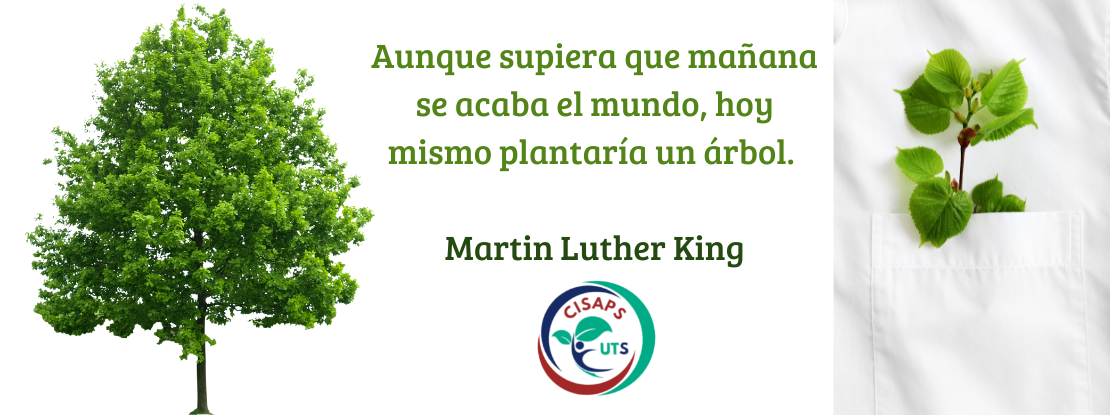 Aunque supiera que mañana
se acaba el mundo, hoy
mismo plantaría un árbol.
Martin Luther King
CISAPS
UTS